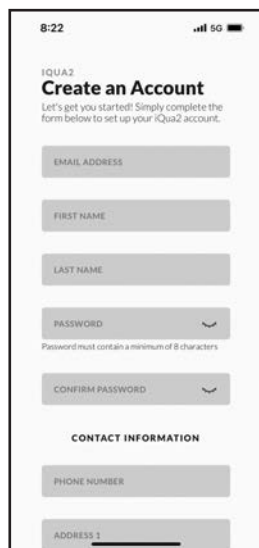 8:22 5G
IQUA2
Create an Account
Let's get you started! Simply complete the
form below to set up your iQua2 account.
EMAIL ADDRESS
FIRST NAME
LAST NAME
PASSWORD
Password must contain a minimum of 8 characters
CONFIRM PASSWORD
CONTACT INFORMATION
PHONE NUMBER
ADDRESS 1